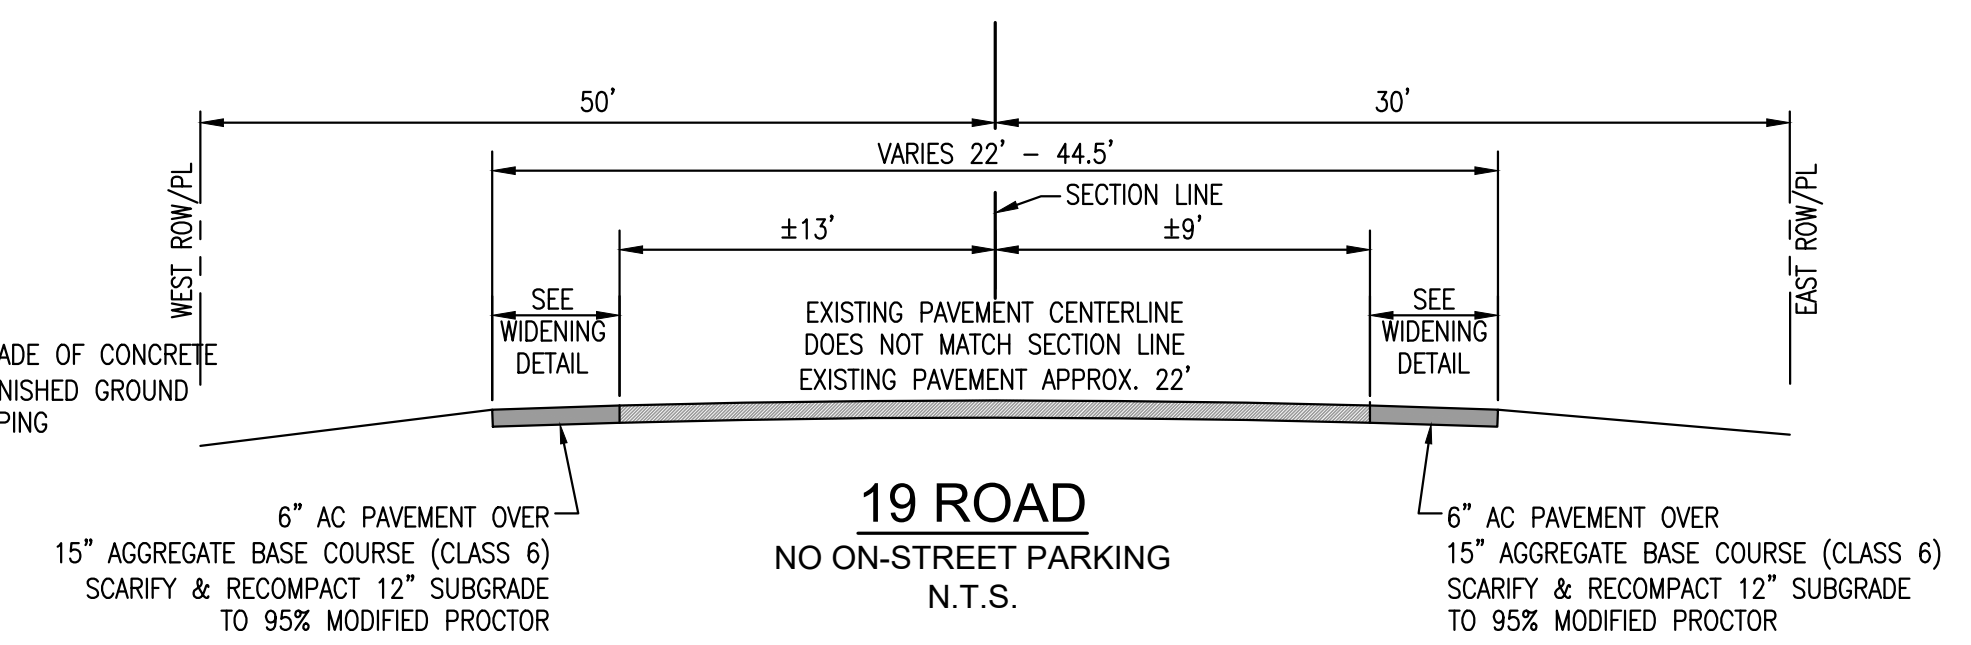 50' 30'
VARIES 22' - 44.5'
WEST ROW/PL
EAST ROW/PL
SECTION LINE
±13' ±9'
SEE
WIDENING
DETAIL
EXISTING PAVEMENT CENTERLINE
DOES NOT MATCH SECTION LINE
EXISTING PAVEMENT APPROX. 22'
SEE
WIDENING
DETAIL
ADE OF CONCRETE
NISHED GROUND
PING
6" AC PAVEMENT OVER
15" AGGREGATE BASE COURSE (CLASS 6)
SCARIFY & RECOMPACT 12" SUBGRADE
TO 95% MODIFIED PROCTOR
19 ROAD
NO ON-STREET PARKING
N.T.S.
6" AC PAVEMENT OVER
15" AGGREGATE BASE COURSE (CLASS 6)
SCARIFY & RECOMPACT 12" SUBGRADE
TO 95% MODIFIED PROCTOR